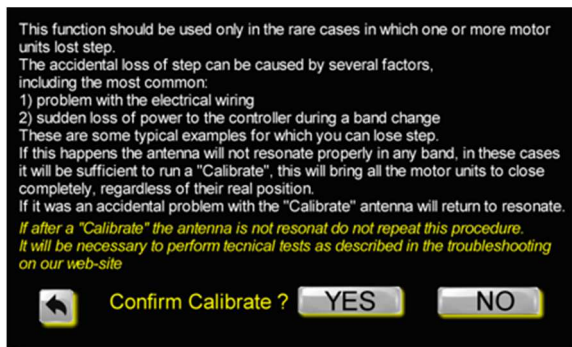 This function should be used only in the rare cases in which one or more motor
units lost step.
The accidental loss of step can be caused by several factors,
including the most common:
1) problem with the electrical wiring
2) sudden loss of power to the controller during a band change
These are some typical examples for which you can lose step.
If this happens the antenna will not resonate properly in any band, in these cases
it will be sufficient to run a "Calibrate", this will bring all the motor units to close
completely, regardless of their real position.
If it was an accidental problem with the "Calibrate" antenna will return to resonate.
If after a "Calibrate" the antenna is not resonat do not repeat this procedure.
It will be necessary to perform tecnical tests as described in the troubleshooting
on our web-site
Confirm Calibrate ? YES NO